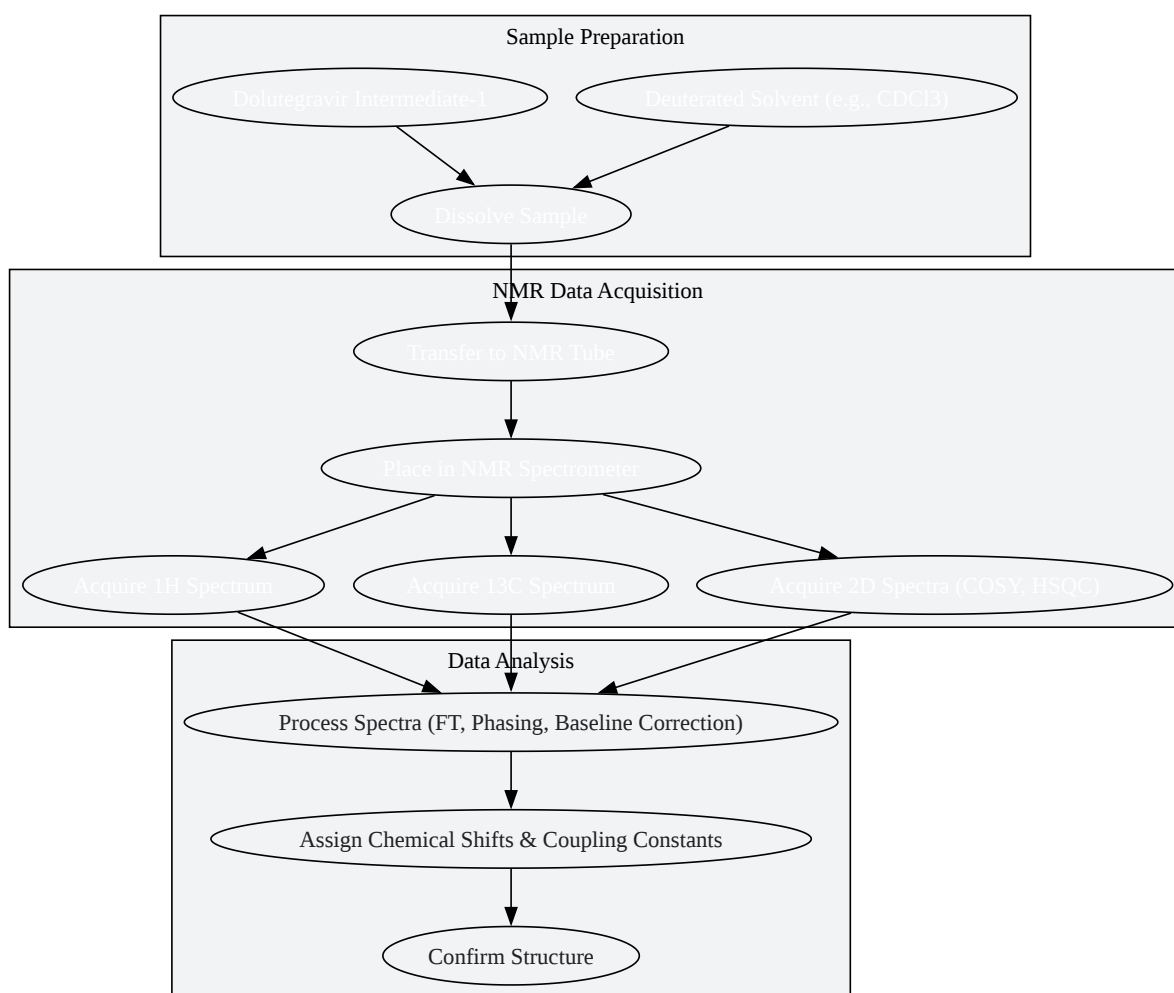 Sample Preparation
Dolutegravir Intermediate-1
Deuterated Solvent (e.g., CDCl3)
Dissolve Sample
NMR Data Acquisition
Transfer to NMR Tube
Place in NMR Spectrometer
Acquire 1H Spectrum
Acquire 13C Spectrum
Acquire 2D Spectra (COSY, HSQC)
Data Analysis
Process Spectra (FT, Phasing, Baseline Correction)
Assign Chemical Shifts & Coupling Constants
Confirm Structure